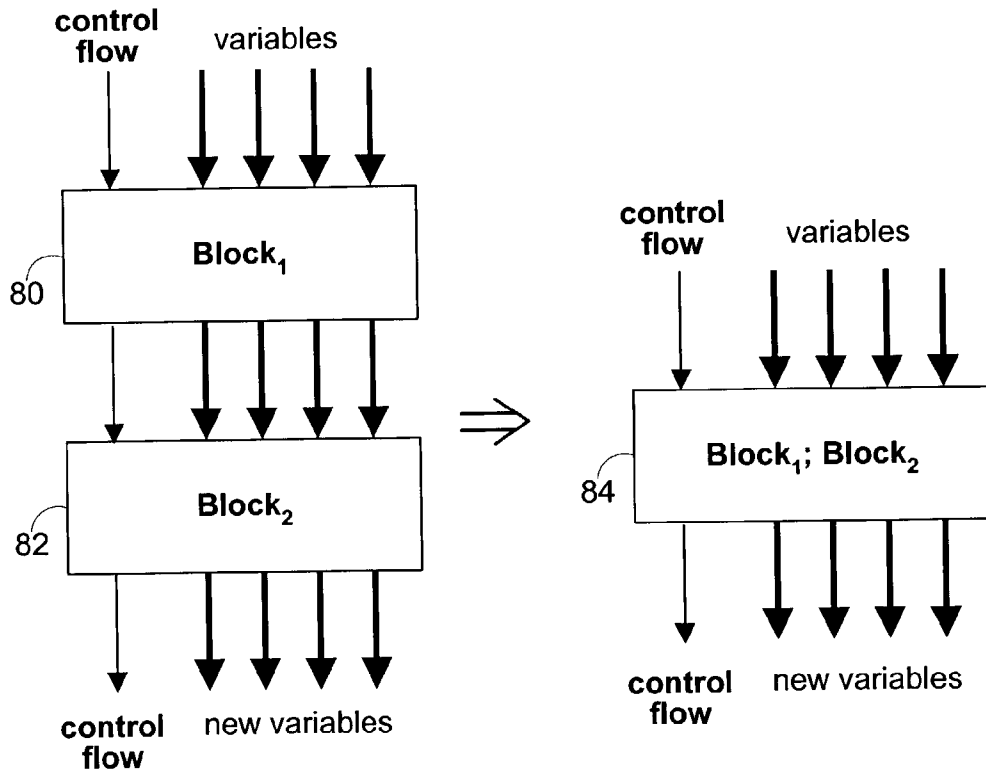 control
flow
variables
Block₁
80
Block₂
82
control
flow
new variables
control
flow
variables
Block₁; Block₂
84
control
flow
new variables